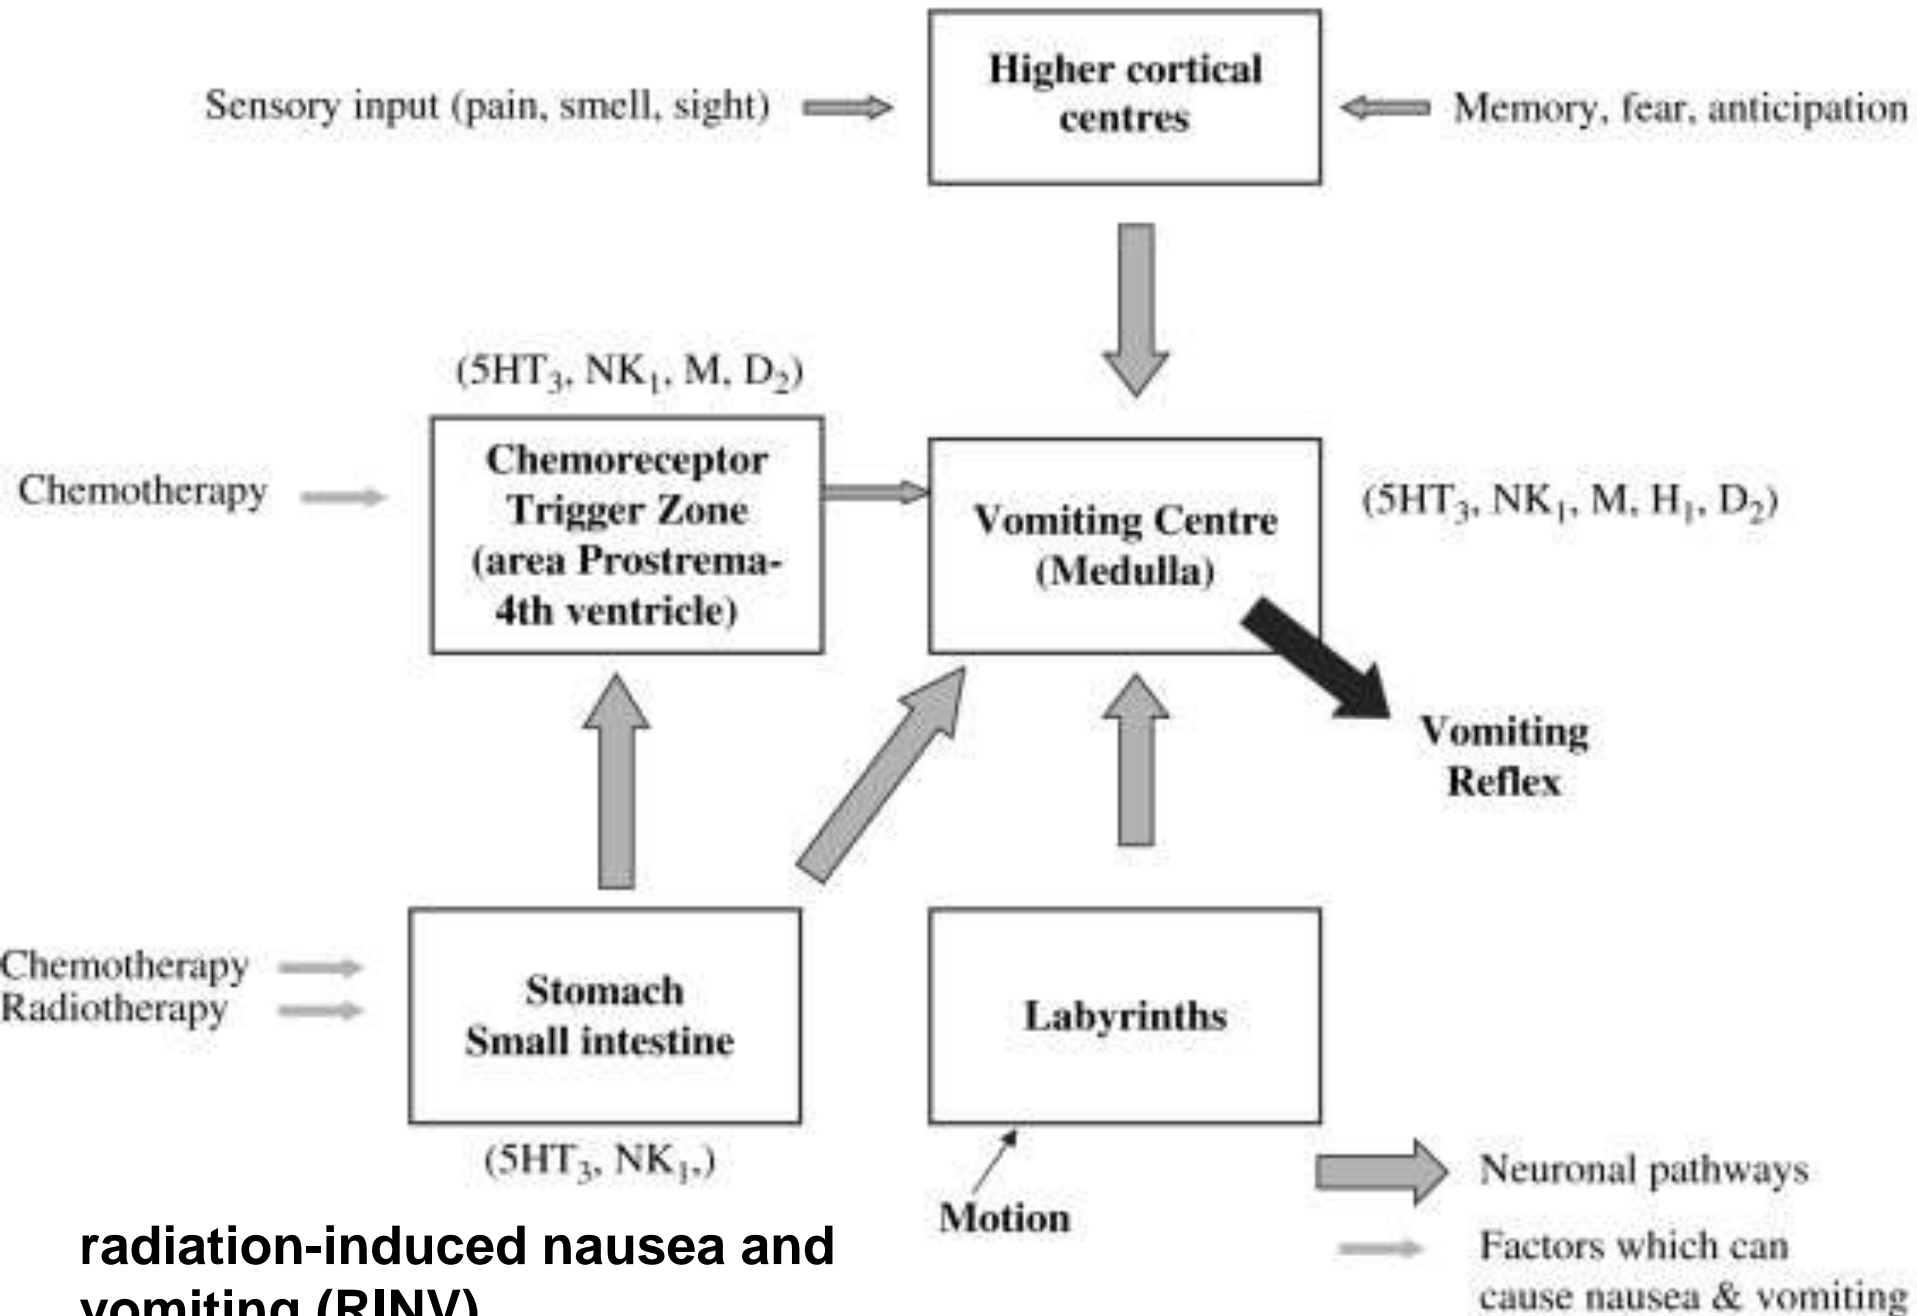 Higher cortical
centres
Sensory input (pain, smell, sight)
Memory, fear, anticipation
(5HT₃, NK₁, M, D₂)
Chemotherapy
Chemoreceptor
Trigger Zone
(area Prostrema-
4th ventricle)
Vomiting Centre
(Medulla)
(5HT₃, NK₁, M, H₁, D₂)
Vomiting
Reflex
Chemotherapy
Radiotherapy
Stomach
Small intestine
(5HT₃, NK₁,)
Labyrinths
Motion
Neuronal pathways
Factors which can
cause nausea & vomiting
radiation-induced nausea and
vomiting (RINV)